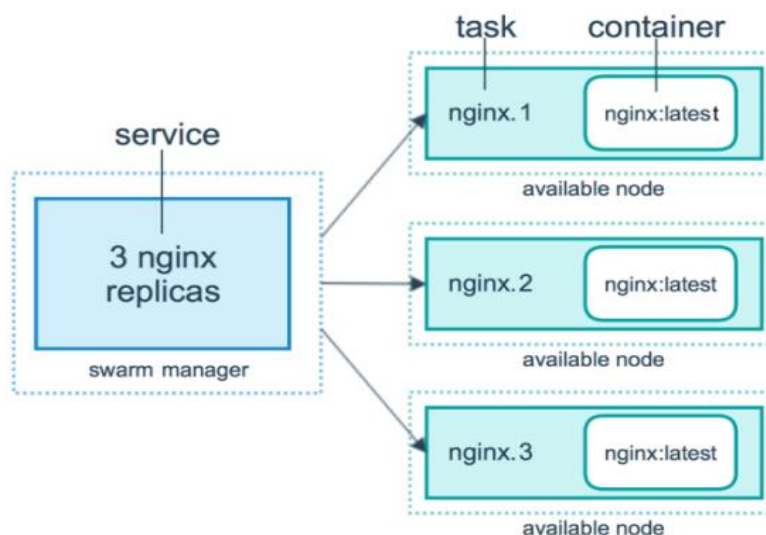 task
container
nginx.1
nginx:latest
available node
service
3 nginx
replicas
swarm manager
nginx.2
nginx:latest
available node
nginx.3
nginx:latest
available node